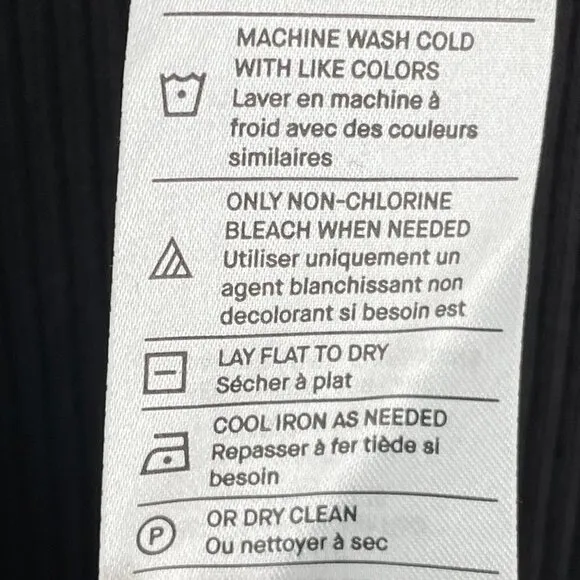 MACHINE WASH COLD
WITH LIKE COLORS
Laver en machine à
froid avec des couleurs
similaires
ONLY NON-CHLORINE
BLEACH WHEN NEEDED
Utiliser uniquement un
agent blanchissant non
decolorant si besoin est
LAY FLAT TO DRY
Sécher à plat
COOL IRON AS NEEDED
Repasser à fer tiède si
besoin
P
OR DRY CLEAN
Ou nettoyer à sec